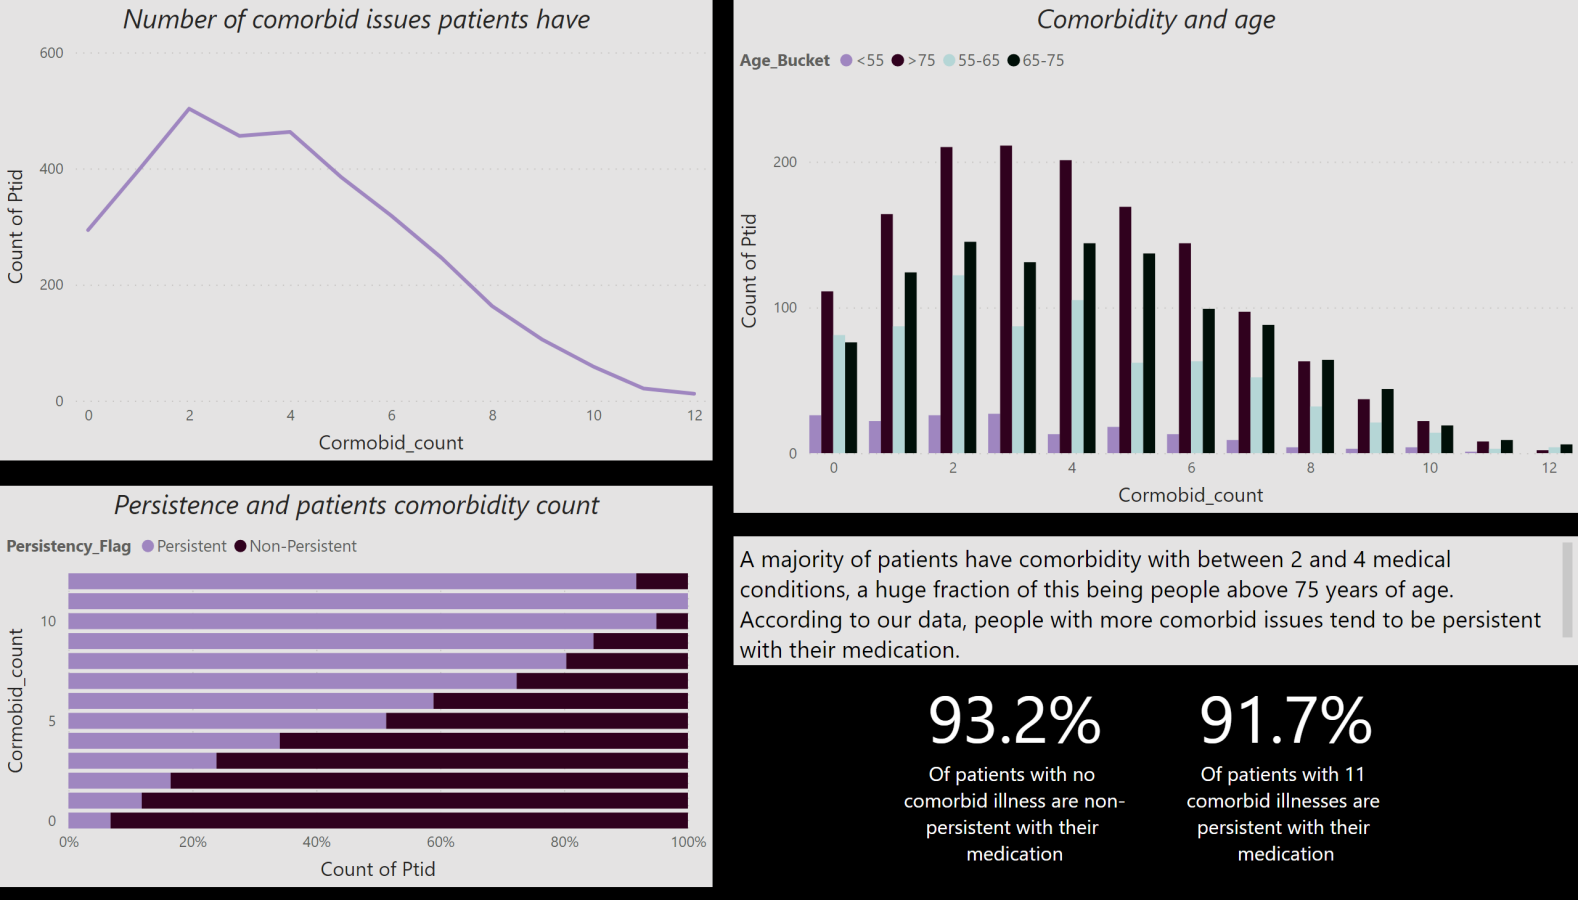 Number of comorbid issues patients have
600
400
200
0
Count of Ptid
0 2 4 6 8 10 12
Cormobid_count
Comorbidity and age
Age_Bucket <55 >75 55-65 65-75
200
100
0
Count of Ptid
0 2 4 6 8 10 12
Cormobid_count
Persistence and patients comorbidity count
Persistency_Flag Persistent Non-Persistent
10
5
0
Cormobid_count
0% 20% 40% 60% 80% 100%
Count of Ptid
A majority of patients have comorbidity with between 2 and 4 medical
conditions, a huge fraction of this being people above 75 years of age.
According to our data, people with more comorbid issues tend to be persistent
with their medication.
93.2%
Of patients with no
comorbid illness are non-
persistent with their
medication
91.7%
Of patients with 11
comorbid illnesses are
persistent with their
medication